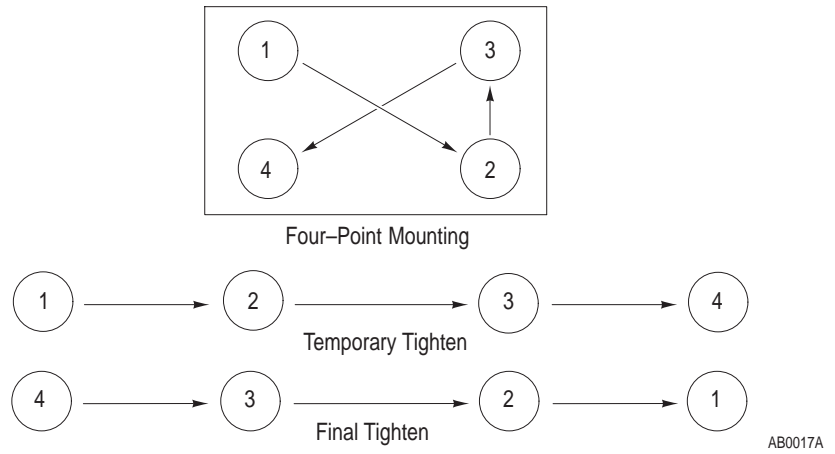 1 3
4 2
Four–Point Mounting
1 2 3 4
Temporary Tighten
4 3 2 1
Final Tighten
AB0017A